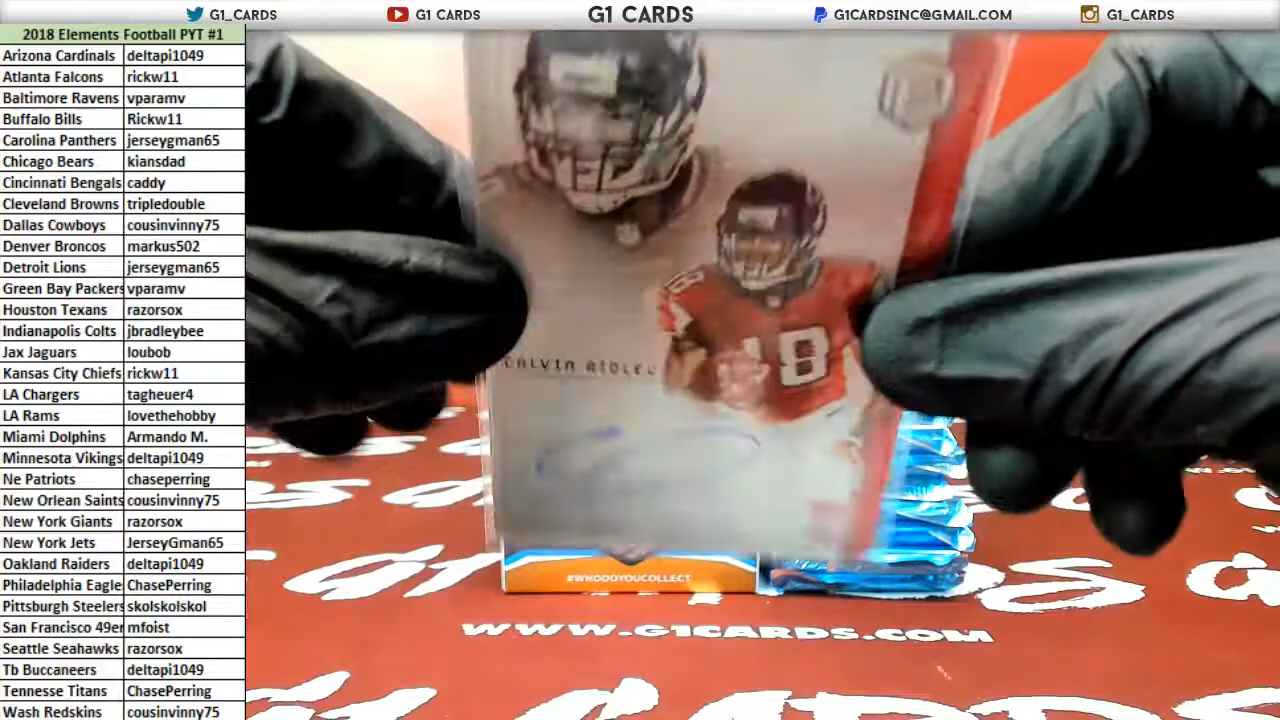 G1_CARDS
G1 CARDS
G1 CARDS
G1CARDSINC@GMAIL.COM
G1_CARDS
2018 Elements Football PYT #1
Arizona Cardinals deltapi1049
Atlanta Falcons rickw11
Baltimore Ravens vparamv
Buffalo Bills Rickw11
Carolina Panthers jerseygman65
Chicago Bears kiansdad
Cincinnati Bengals caddy
Cleveland Browns tripledouble
Dallas Cowboys cousinvinny75
Denver Broncos markus502
Detroit Lions jerseygman65
Green Bay Packers vparamv
Houston Texans razorsox
Indianapolis Colts jbradleybee
Jax Jaguars loubob
Kansas City Chiefs rickw11
LA Chargers tagheuer4
LA Rams lovethehobby
Miami Dolphins Armando M.
Minnesota Vikings deltapi1049
Ne Patriots chaseperring
New Orlean Saints cousinvinny75
New York Giants razorsox
New York Jets JerseyGman65
Oakland Raiders deltapi1049
Philadelphia Eagle ChasePerring
Pittsburgh Steelers skolskolskol
San Francisco 49er mfoist
Seattle Seahawks razorsox
Tb Buccaneers deltapi1049
Tennesse Titans ChasePerring
Wash Redskins cousinvinny75
18
CALVIN RIDLEY
#WHODOYOUCOLLECT
WWW.G1CARDS.COM